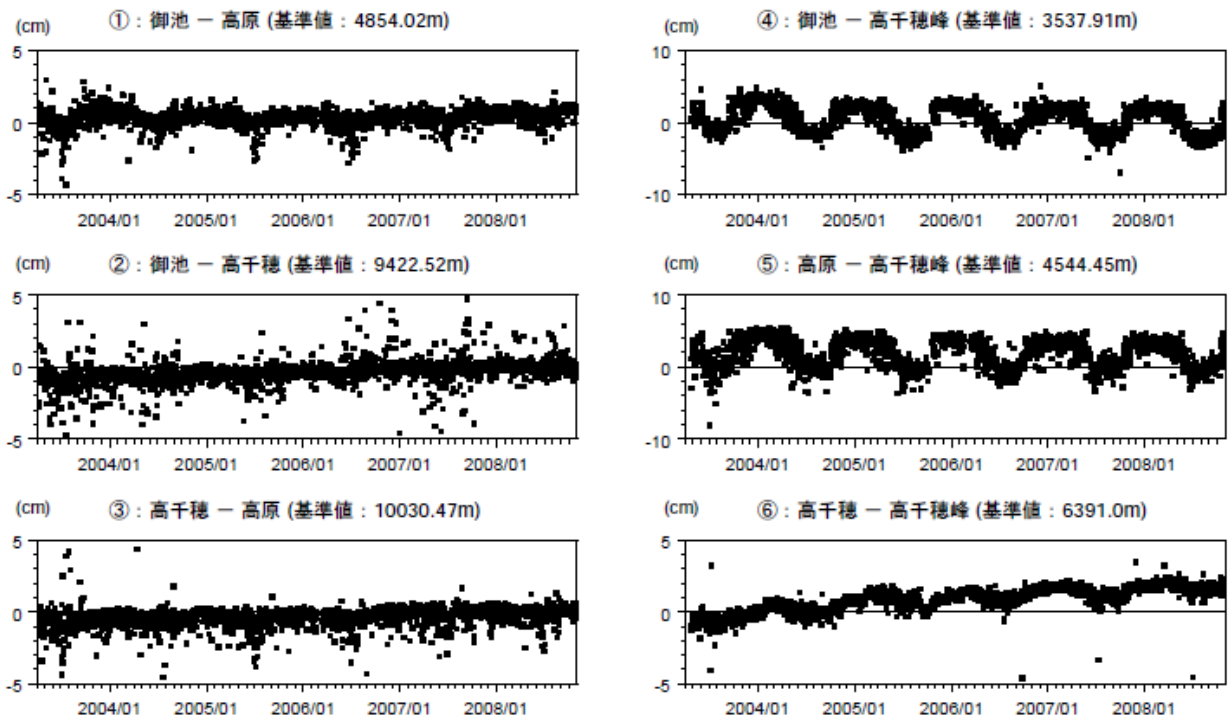 (cm) ①：御池 － 高原 (基準値：4854.02m)
5
0
-5
2004/01 2005/01 2006/01 2007/01 2008/01
(cm) ②：御池 － 高千穂 (基準値：9422.52m)
5
0
-5
2004/01 2005/01 2006/01 2007/01 2008/01
(cm) ③：高千穂 － 高原 (基準値：10030.47m)
5
0
-5
2004/01 2005/01 2006/01 2007/01 2008/01
(cm) ④：御池 － 高千穂峰 (基準値：3537.91m)
10
0
-10
2004/01 2005/01 2006/01 2007/01 2008/01
(cm) ⑤：高原 － 高千穂峰 (基準値：4544.45m)
10
0
-10
2004/01 2005/01 2006/01 2007/01 2008/01
(cm) ⑥：高千穂 － 高千穂峰 (基準値：6391.0m)
5
0
-5
2004/01 2005/01 2006/01 2007/01 2008/01